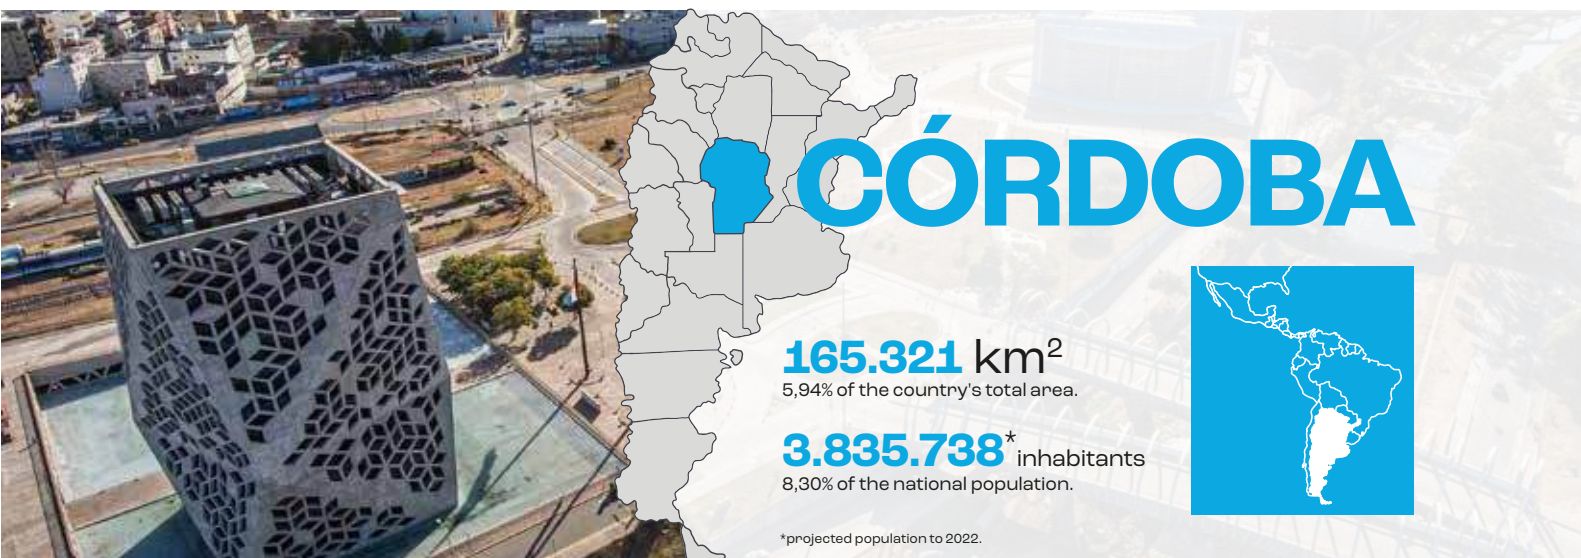 CÓRDOBA
165.321 km²
5,94% of the country's total area.
3.835.738* inhabitants
8,30% of the national population.
*projected population to 2022.